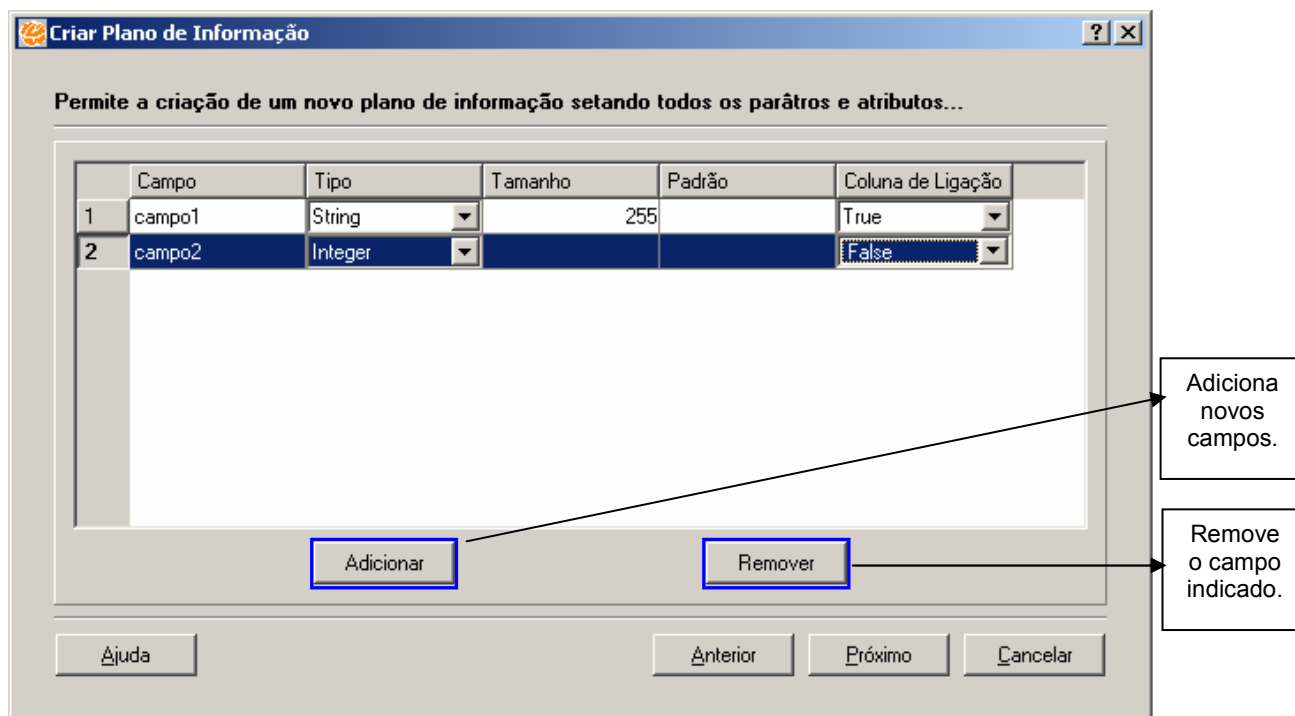 Criar Plano de Informação
Permite a criação de um novo plano de informação setando todos os parâtros e atributos...
Campo Tipo Tamanho Padrão Coluna de Ligação
1 campo1 String 255 True
2 campo2 Integer False
Adiciona
novos
campos.
Adicionar Remover
Remove
o campo
indicado.
Ajuda Anterior Próximo Cancelar